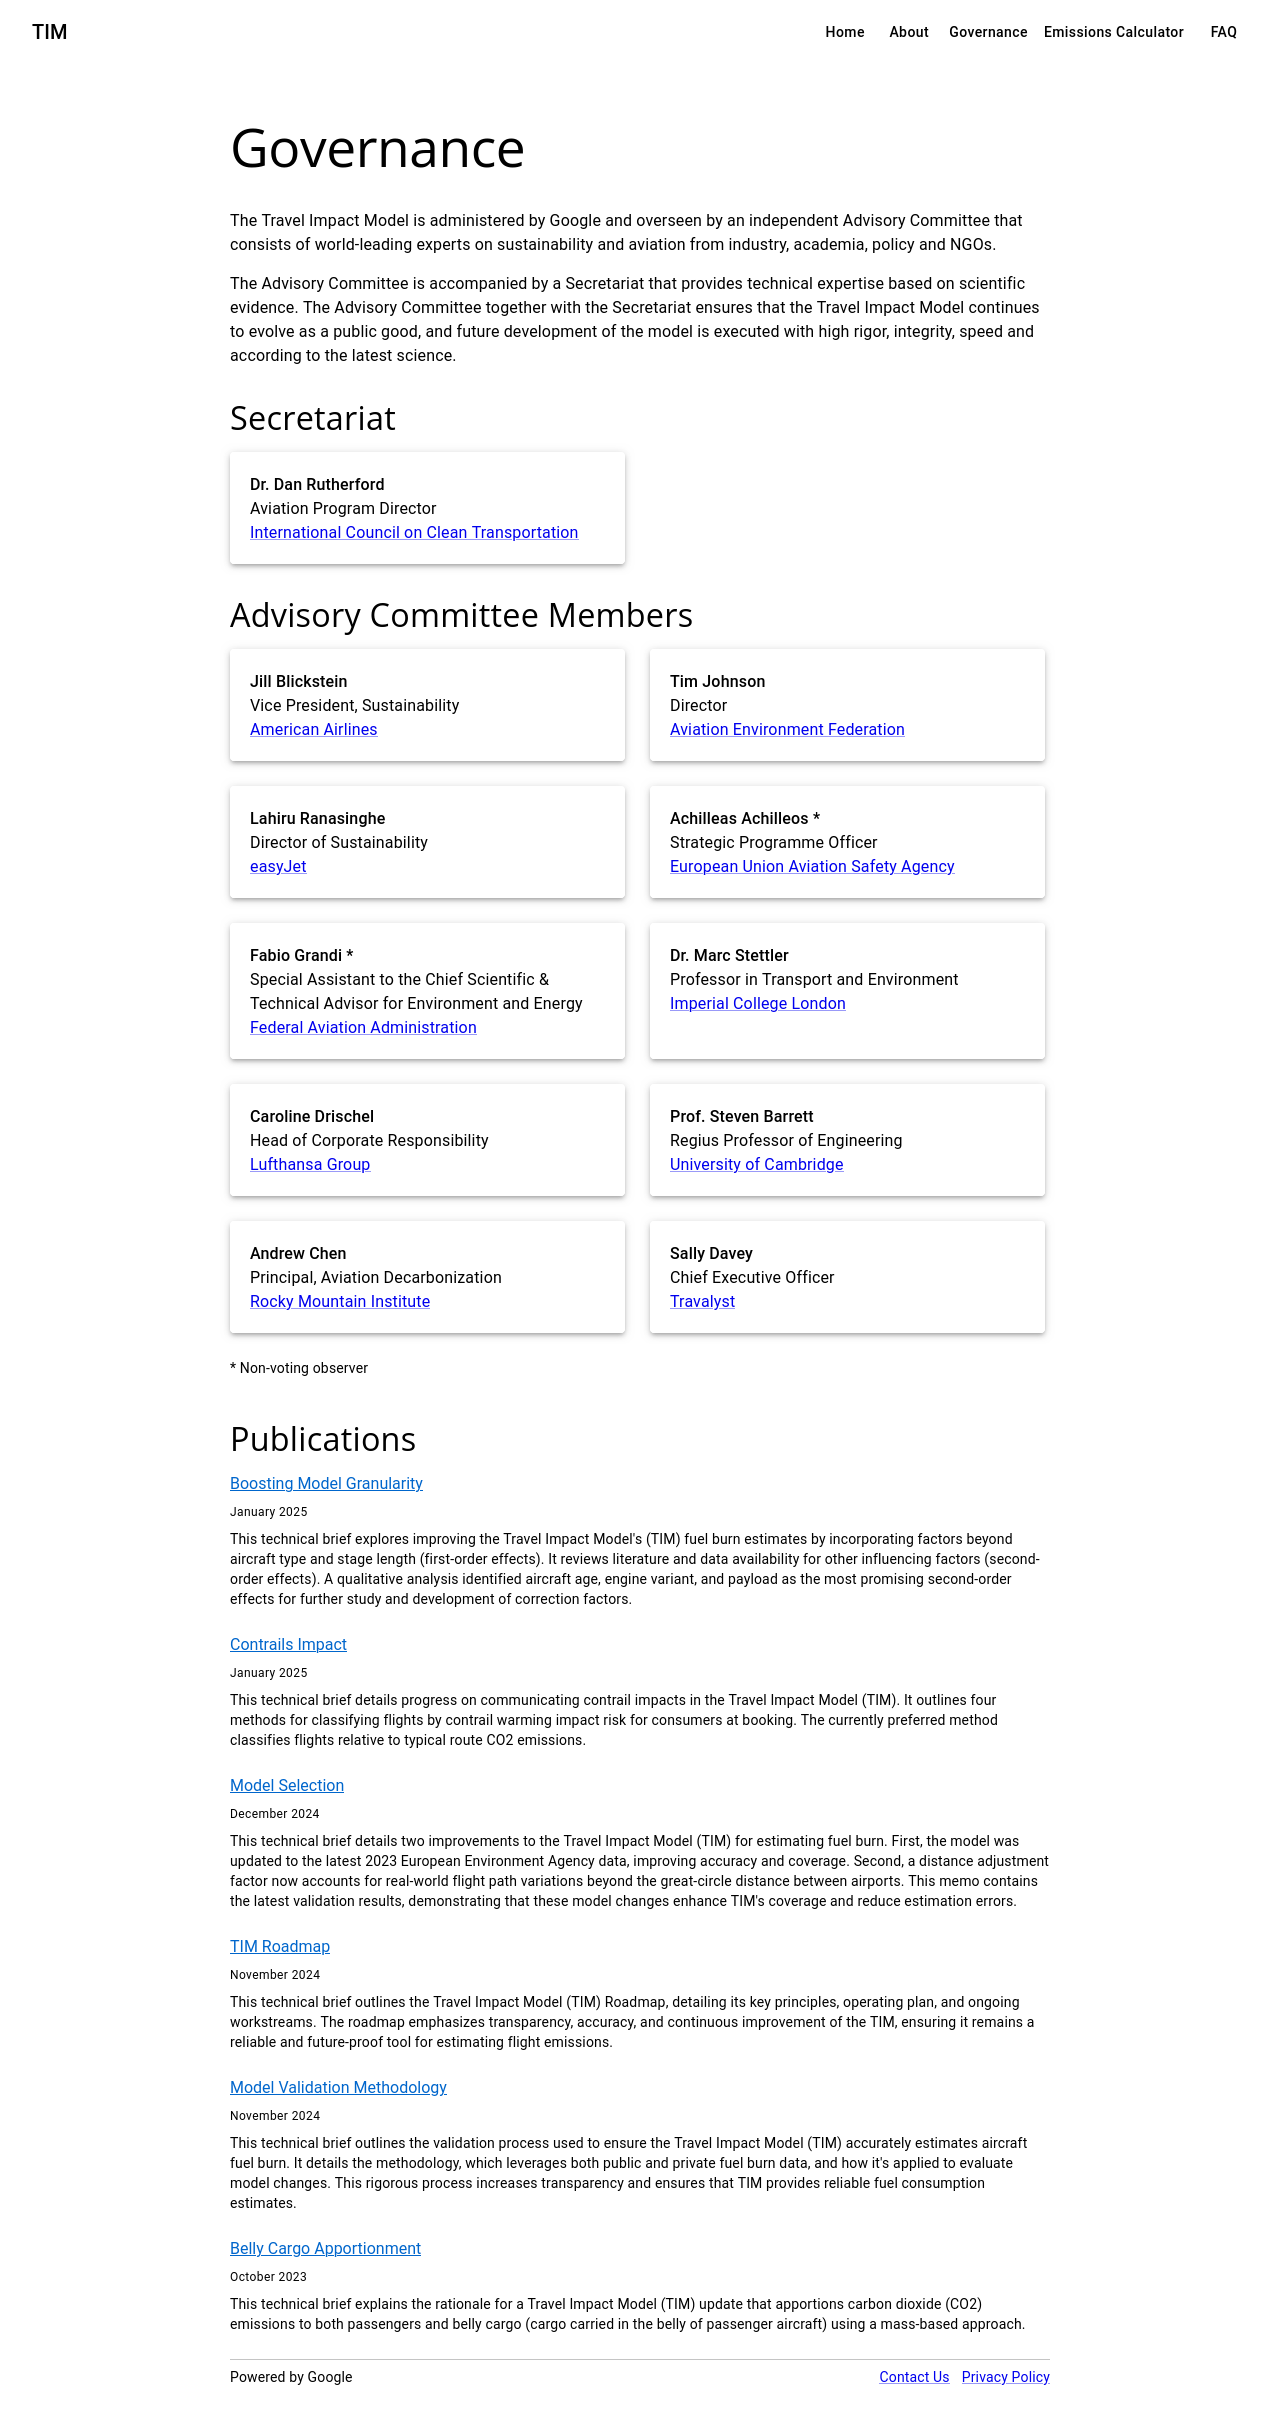 TIM
Home About Governance Emissions Calculator FAQ
Governance
The Travel Impact Model is administered by Google and overseen by an independent Advisory Committee that
consists of world-leading experts on sustainability and aviation from industry, academia, policy and NGOs.
The Advisory Committee is accompanied by a Secretariat that provides technical expertise based on scientific
evidence. The Advisory Committee together with the Secretariat ensures that the Travel Impact Model continues
to evolve as a public good, and future development of the model is executed with high rigor, integrity, speed and
according to the latest science.
Secretariat
Dr. Dan Rutherford
Aviation Program Director
International Council on Clean Transportation
Advisory Committee Members
Jill Blickstein
Vice President, Sustainability
American Airlines
Tim Johnson
Director
Aviation Environment Federation
Lahiru Ranasinghe
Director of Sustainability
easyJet
Achilleas Achilleos *
Strategic Programme Officer
European Union Aviation Safety Agency
Fabio Grandi *
Special Assistant to the Chief Scientific &
Technical Advisor for Environment and Energy
Federal Aviation Administration
Dr. Marc Stettler
Professor in Transport and Environment
Imperial College London
Caroline Drischel
Head of Corporate Responsibility
Lufthansa Group
Prof. Steven Barrett
Regius Professor of Engineering
University of Cambridge
Andrew Chen
Principal, Aviation Decarbonization
Rocky Mountain Institute
Sally Davey
Chief Executive Officer
Travalyst
* Non-voting observer
Publications
Boosting Model Granularity
January 2025
This technical brief explores improving the Travel Impact Model's (TIM) fuel burn estimates by incorporating factors beyond
aircraft type and stage length (first-order effects). It reviews literature and data availability for other influencing factors (second-
order effects). A qualitative analysis identified aircraft age, engine variant, and payload as the most promising second-order
effects for further study and development of correction factors.
Contrails Impact
January 2025
This technical brief details progress on communicating contrail impacts in the Travel Impact Model (TIM). It outlines four
methods for classifying flights by contrail warming impact risk for consumers at booking. The currently preferred method
classifies flights relative to typical route CO2 emissions.
Model Selection
December 2024
This technical brief details two improvements to the Travel Impact Model (TIM) for estimating fuel burn. First, the model was
updated to the latest 2023 European Environment Agency data, improving accuracy and coverage. Second, a distance adjustment
factor now accounts for real-world flight path variations beyond the great-circle distance between airports. This memo contains
the latest validation results, demonstrating that these model changes enhance TIM's coverage and reduce estimation errors.
TIM Roadmap
November 2024
This technical brief outlines the Travel Impact Model (TIM) Roadmap, detailing its key principles, operating plan, and ongoing
workstreams. The roadmap emphasizes transparency, accuracy, and continuous improvement of the TIM, ensuring it remains a
reliable and future-proof tool for estimating flight emissions.
Model Validation Methodology
November 2024
This technical brief outlines the validation process used to ensure the Travel Impact Model (TIM) accurately estimates aircraft
fuel burn. It details the methodology, which leverages both public and private fuel burn data, and how it's applied to evaluate
model changes. This rigorous process increases transparency and ensures that TIM provides reliable fuel consumption
estimates.
Belly Cargo Apportionment
October 2023
This technical brief explains the rationale for a Travel Impact Model (TIM) update that apportions carbon dioxide (CO2)
emissions to both passengers and belly cargo (cargo carried in the belly of passenger aircraft) using a mass-based approach.
Powered by Google
Contact Us Privacy Policy